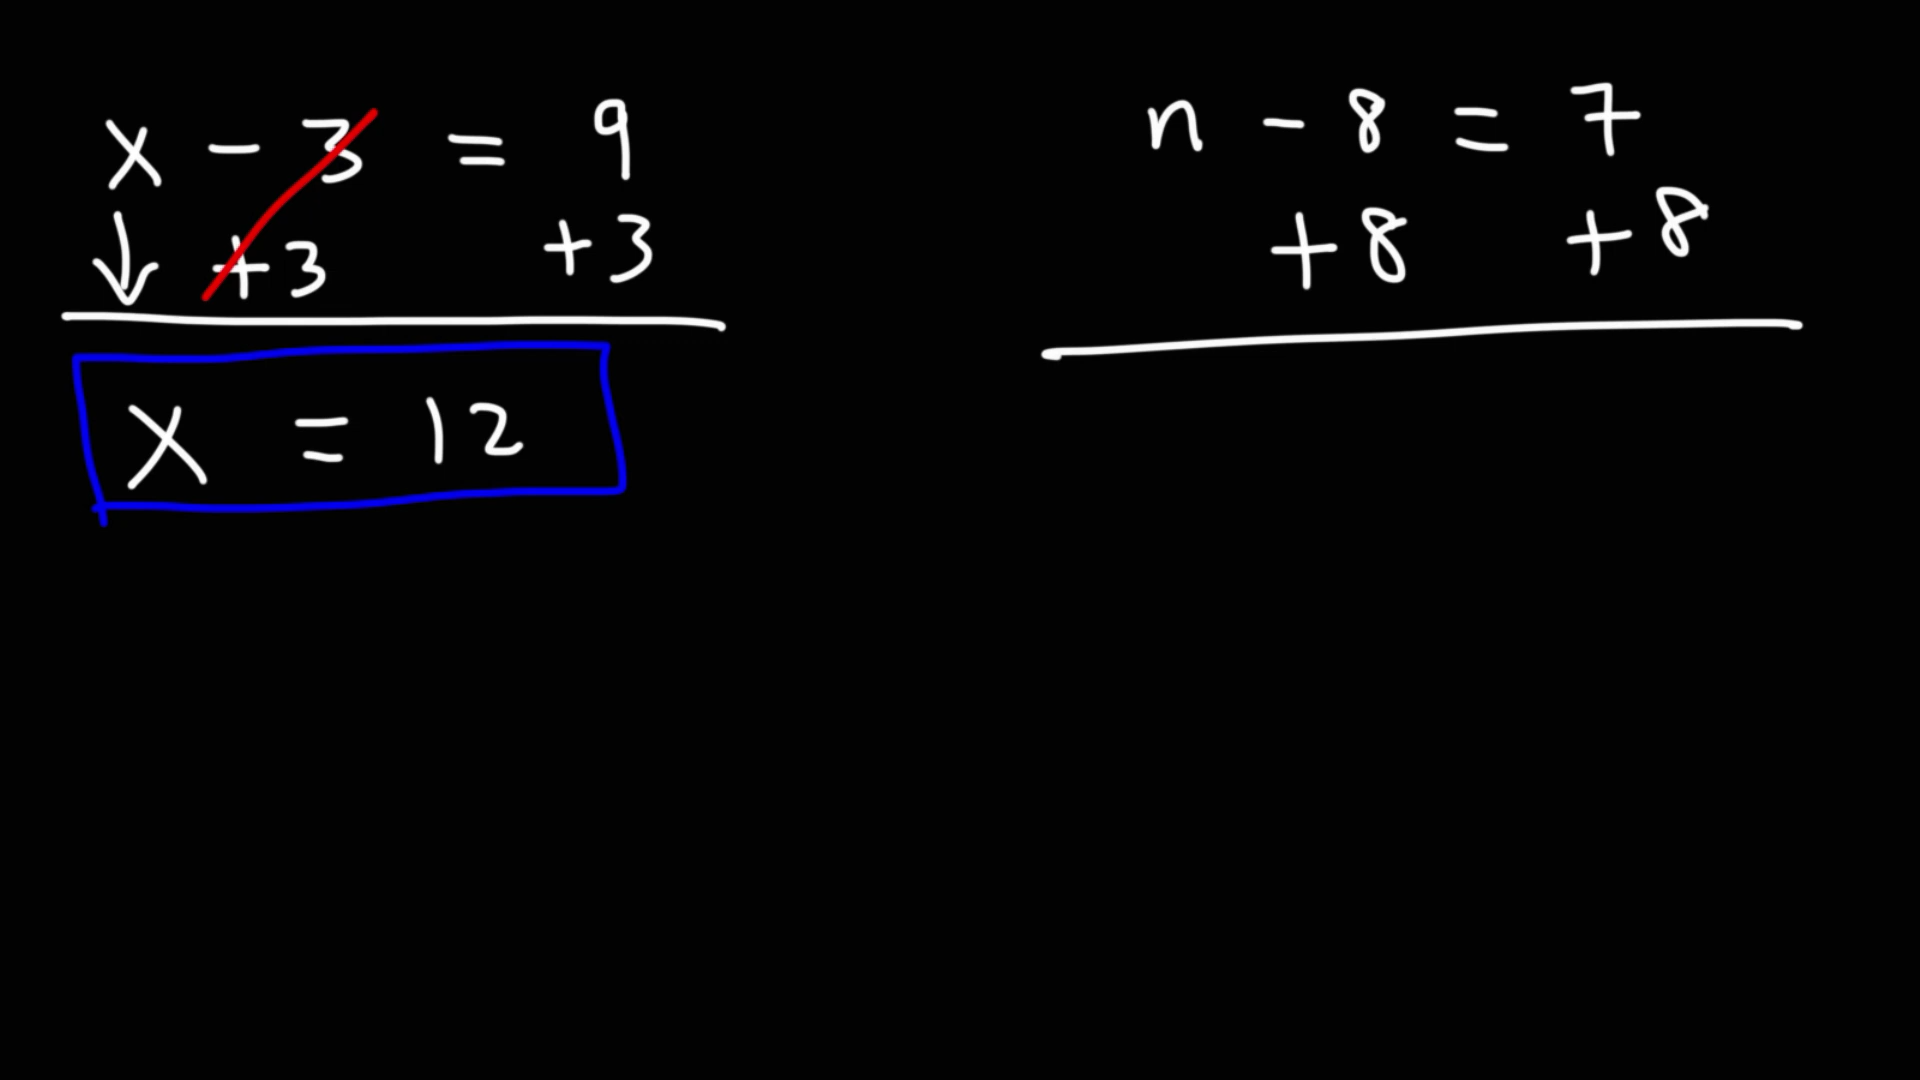 x - 3 = 9
+3 +3
x = 12
n - 8 = 7
+8 +8